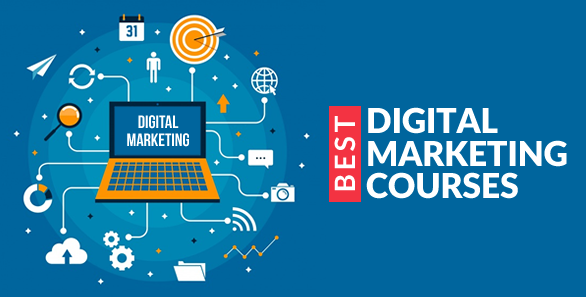 31
DIGITAL
MARKETING
BEST
DIGITAL
MARKETING
COURSES